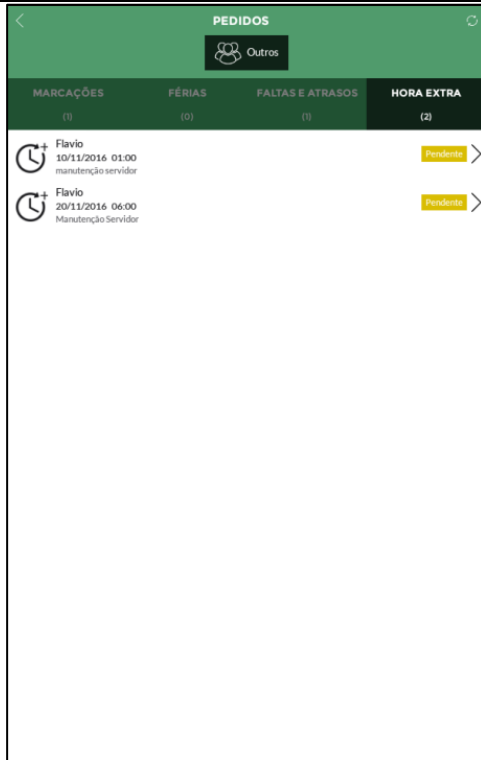 PEDIDOS
Outros
MARCAÇÕES FÉRIAS FALTAS E ATRASOS HORA EXTRA
(1) (0) (1) (2)
Flavio
10/11/2016 01:00 Pendente
manutenção servidor
Flavio
20/11/2016 06:00 Pendente
Manutenção Servidor